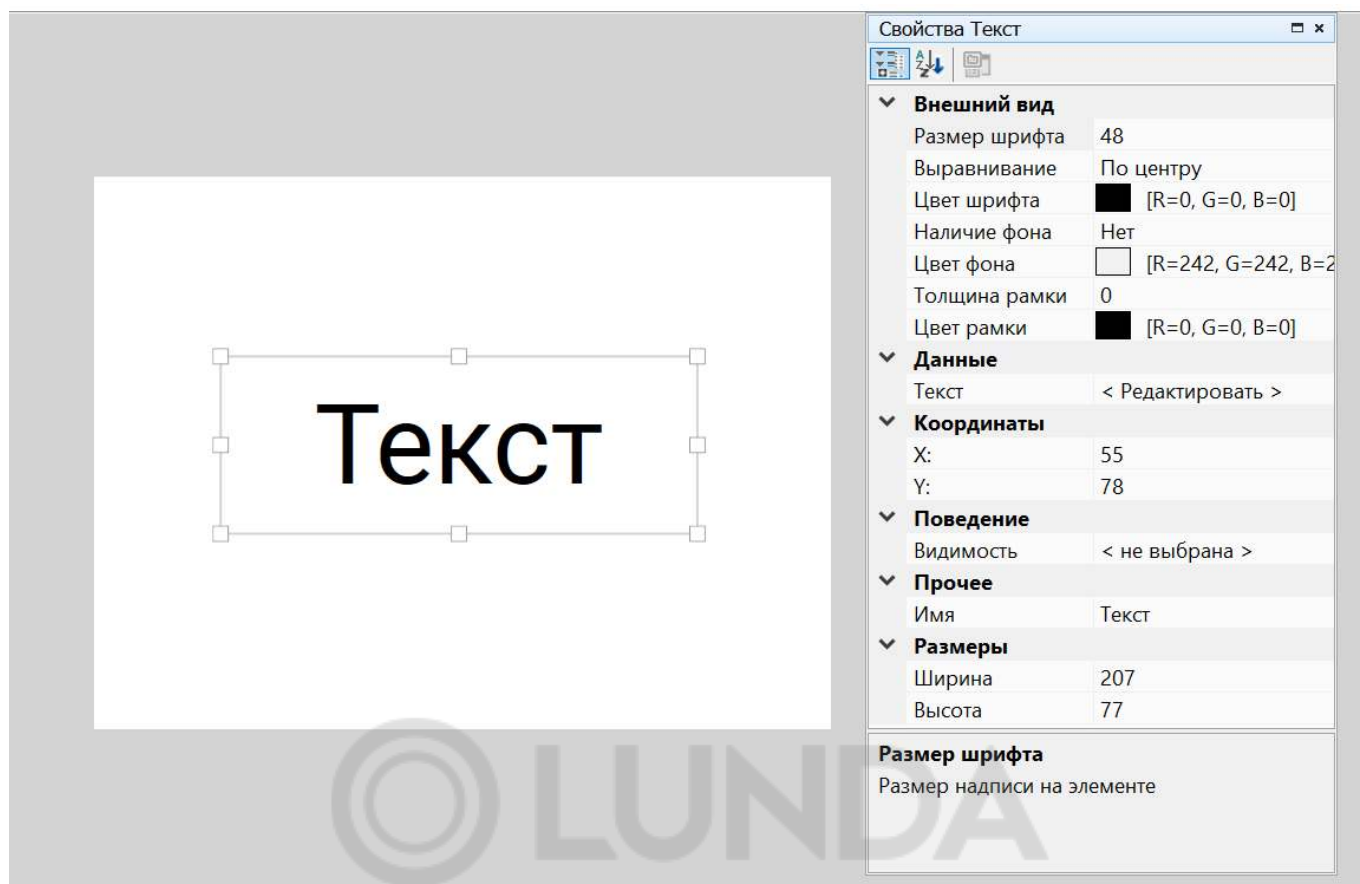 Свойства Текст
Внешний вид
Размер шрифта 48
Выравнивание По центру
Цвет шрифта [R=0, G=0, B=0]
Наличие фона Нет
Цвет фона [R=242, G=242, B=2
Толщина рамки 0
Цвет рамки [R=0, G=0, B=0]
Данные
Текст < Редактировать >
Координаты
X: 55
Y: 78
Поведение
Видимость < не выбрана >
Прочее
Имя Текст
Размеры
Ширина 207
Высота 77
Размер шрифта
Размер надписи на элементе
Текст
LUNDA